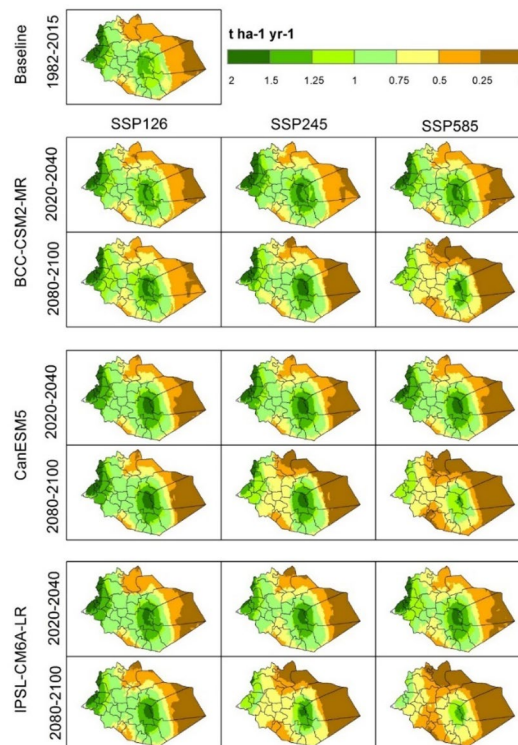 Baseline
1982-2015
t ha-1 yr-1
2 1.5 1.25 1 0.75 0.5 0.25 0
SSP126 SSP245 SSP585
BCC-CSM2-MR
2020-2040
2080-2100
CanESM5
2020-2040
2080-2100
IPSL-CM6A-LR
2020-2040
2080-2100